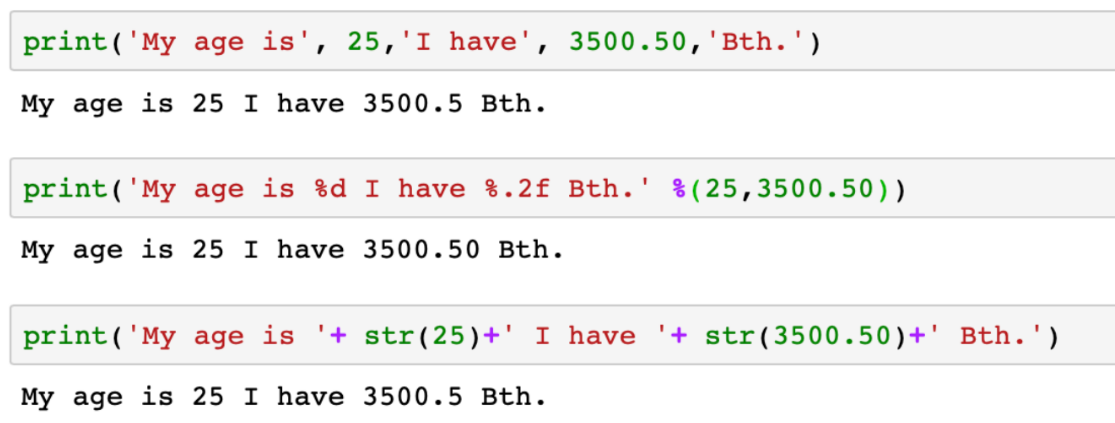 print('My age is', 25,'I have', 3500.50,'Bth.')
My age is 25 I have 3500.5 Bth.
print('My age is %d I have %.2f Bth.' %(25,3500.50))
My age is 25 I have 3500.50 Bth.
print('My age is '+ str(25)+' I have '+ str(3500.50)+' Bth.')
My age is 25 I have 3500.5 Bth.